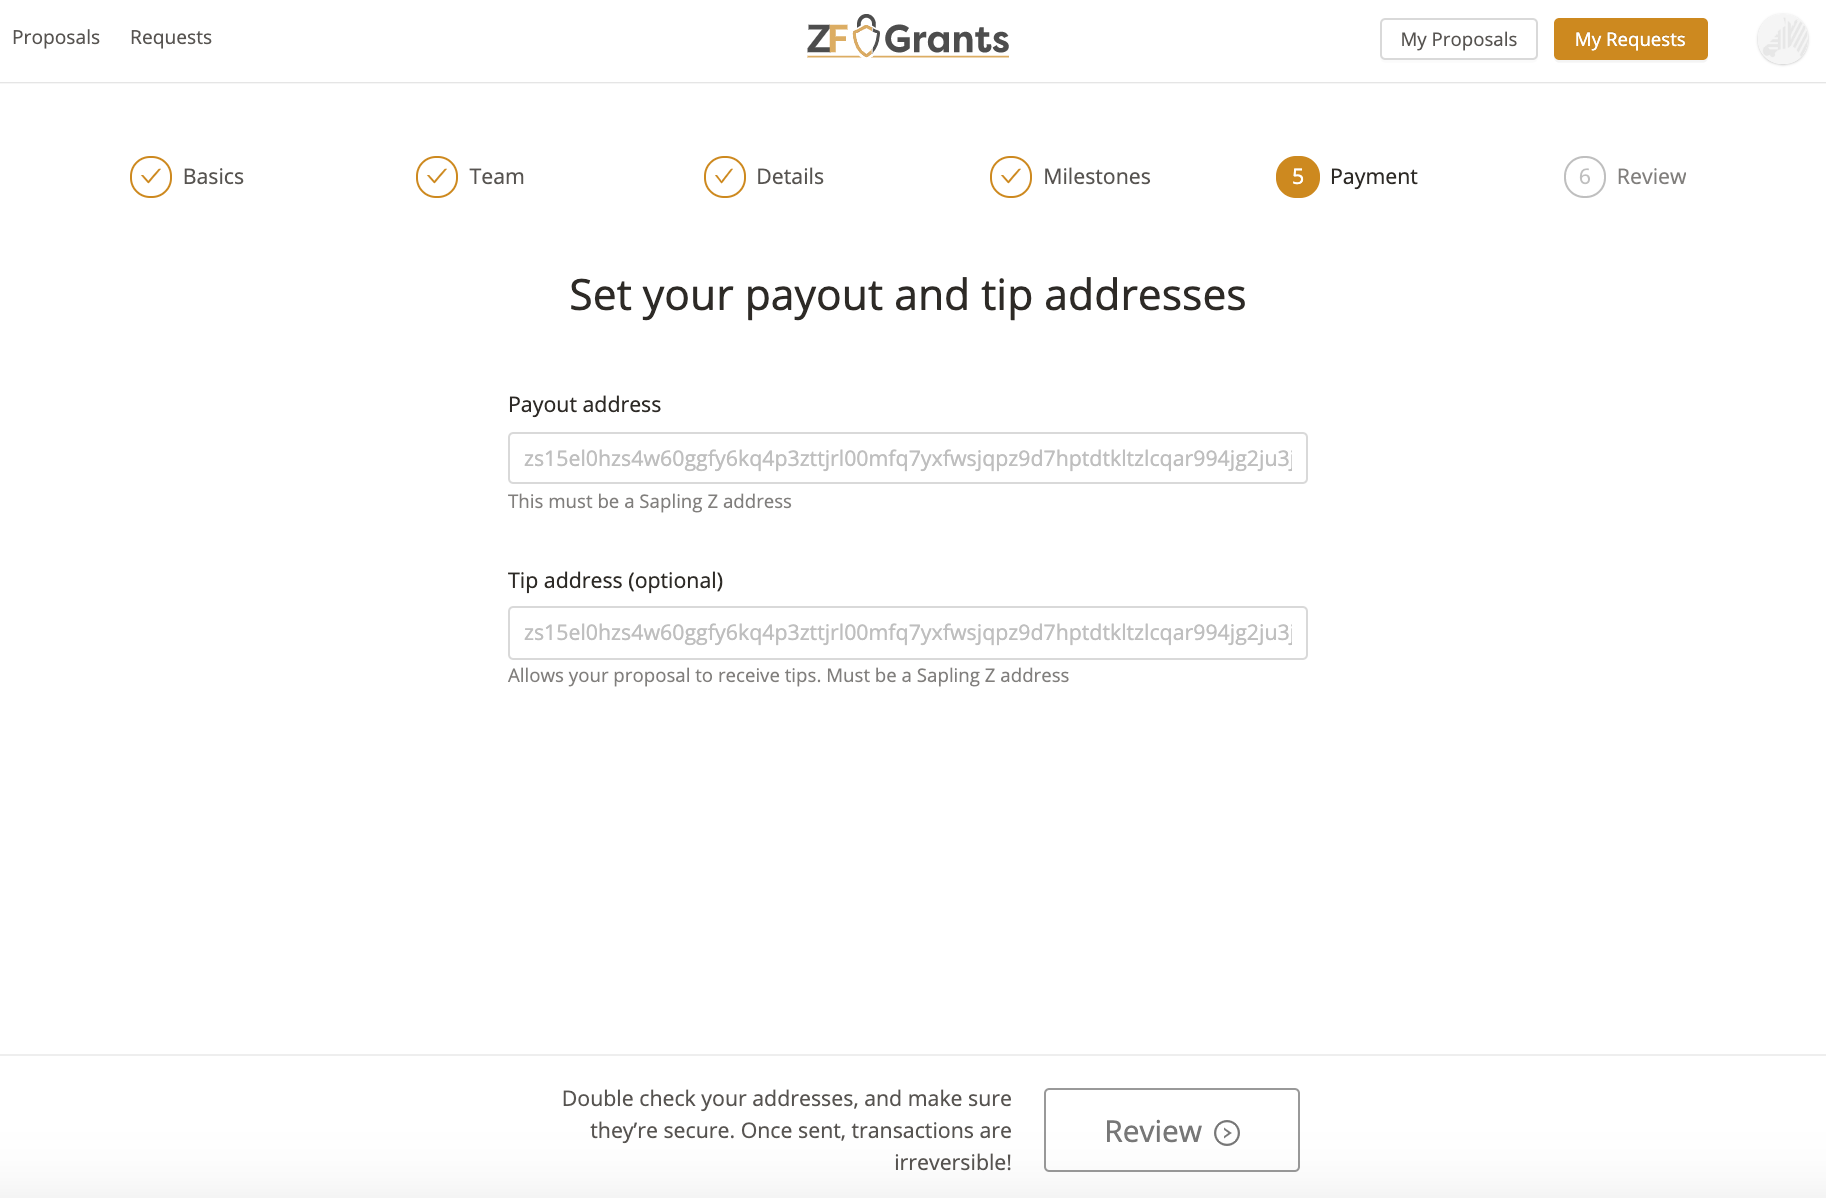 Proposals Requests ZF Grants My Proposals My Requests
Basics Team Details Milestones 5 Payment 6 Review
Set your payout and tip addresses
Payout address
zs15el0hzs4w60ggfy6kq4p3zttjrl00mfq7yxfwsjqpz9d7hptdtkltzlcqar994jg2ju3j
This must be a Sapling Z address
Tip address (optional)
zs15el0hzs4w60ggfy6kq4p3zttjrl00mfq7yxfwsjqpz9d7hptdtkltzlcqar994jg2ju3j
Allows your proposal to receive tips. Must be a Sapling Z address
Double check your addresses, and make sure
they’re secure. Once sent, transactions are
irreversible!
Review